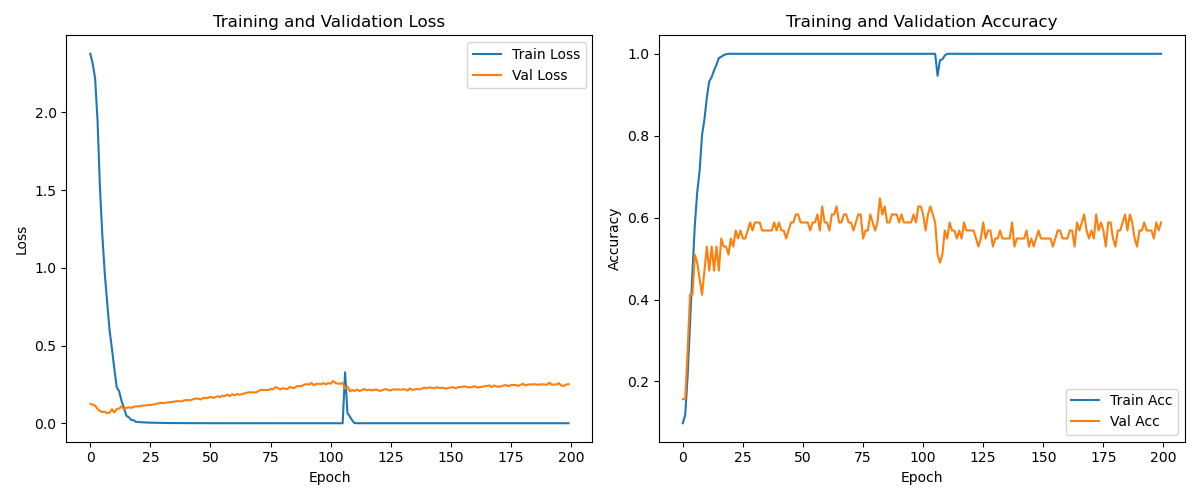 Training and Validation Loss
Loss
2.0
1.5
1.0
0.5
0.0
Train Loss
Val Loss
0 25 50 75 100 125 150 175 200
Epoch
Training and Validation Accuracy
Accuracy
1.0
0.8
0.6
0.4
0.2
Train Acc
Val Acc
0 25 50 75 100 125 150 175 200
Epoch